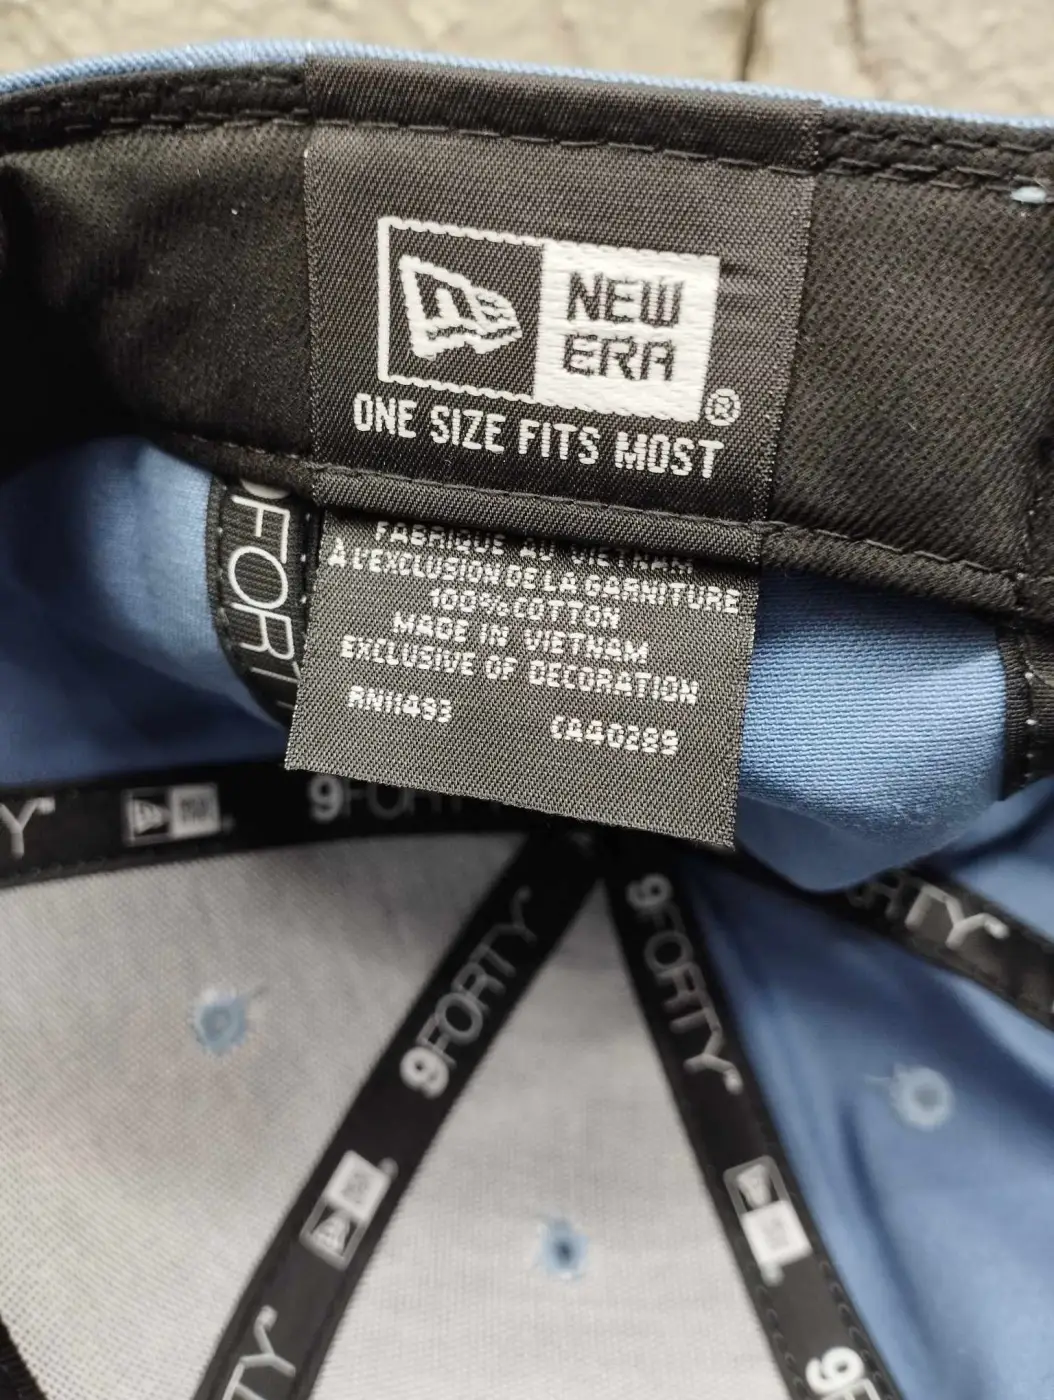 NEW
ERA
®
ONE SIZE FITS MOST
FABRIQUÉ AU VIETNAM
À L'EXCLUSION DE LA GARNITURE
100% COTTON
MADE IN VIETNAM
EXCLUSIVE OF DECORATION
RN11493 CA40289
9FORTY
9FORTY
9FORTY